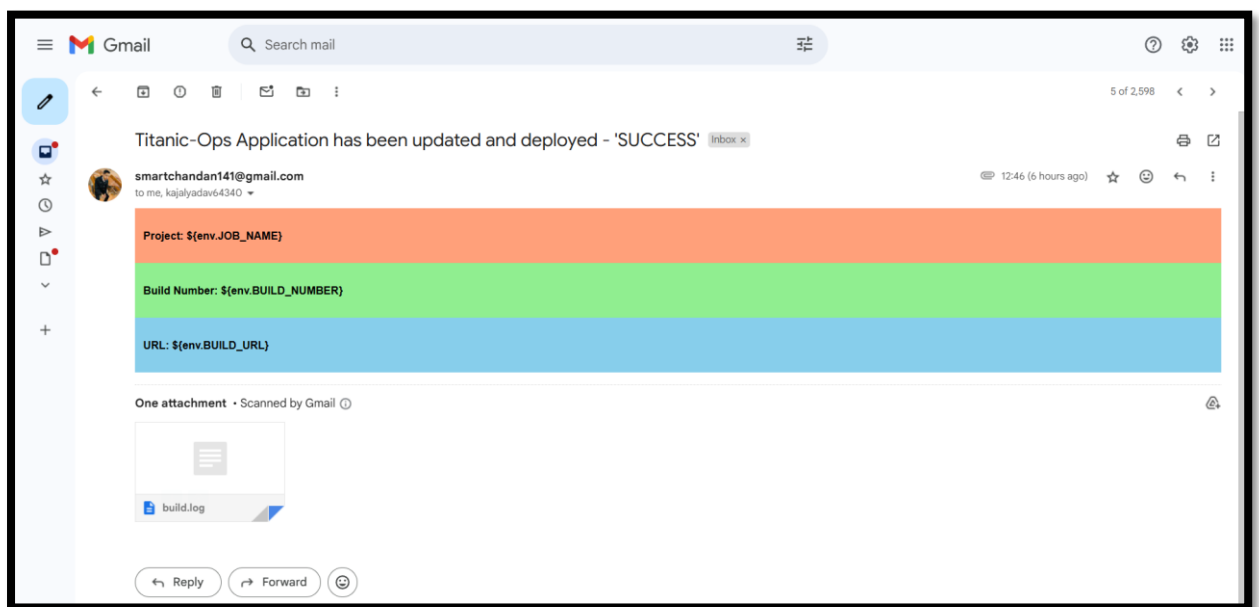 Gmail
Search mail
5 of 2,598
Titanic-Ops Application has been updated and deployed - 'SUCCESS' Inbox x
smartchandan141@gmail.com 12:46 (6 hours ago)
to me, kajalyadav64340
Project: ${env.JOB_NAME}
Build Number: ${env.BUILD_NUMBER}
URL: ${env.BUILD_URL}
One attachment • Scanned by Gmail
build.log
Reply Forward